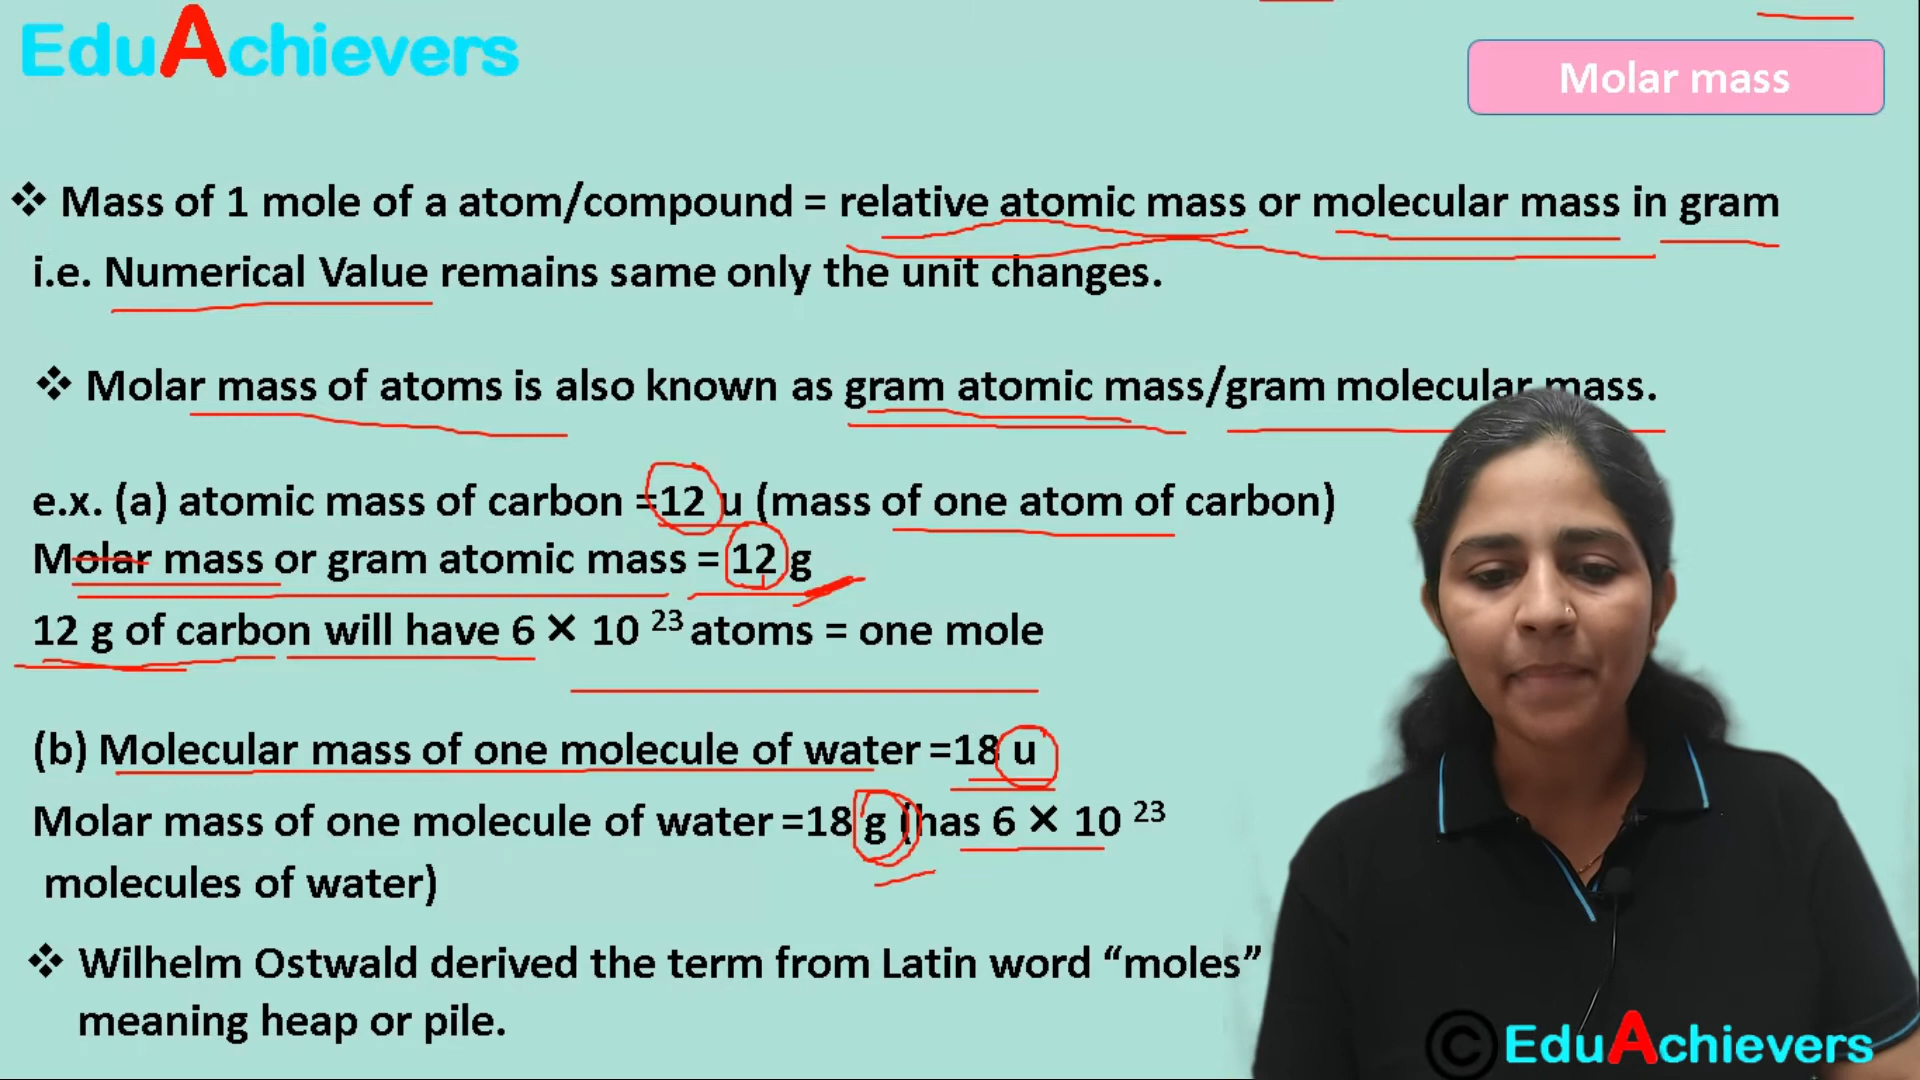 EduAchievers
Molar mass
❖ Mass of 1 mole of a atom/compound = relative atomic mass or molecular mass in gram
i.e. Numerical Value remains same only the unit changes.
❖ Molar mass of atoms is also known as gram atomic mass/gram molecular mass.
e.x. (a) atomic mass of carbon =12 u (mass of one atom of carbon)
Molar mass or gram atomic mass = 12 g
12 g of carbon will have 6 × 10 ²³ atoms = one mole
(b) Molecular mass of one molecule of water =18 u
Molar mass of one molecule of water =18 g (has 6 × 10 ²³
molecules of water)
❖ Wilhelm Ostwald derived the term from Latin word “moles”
meaning heap or pile.
© EduAchievers